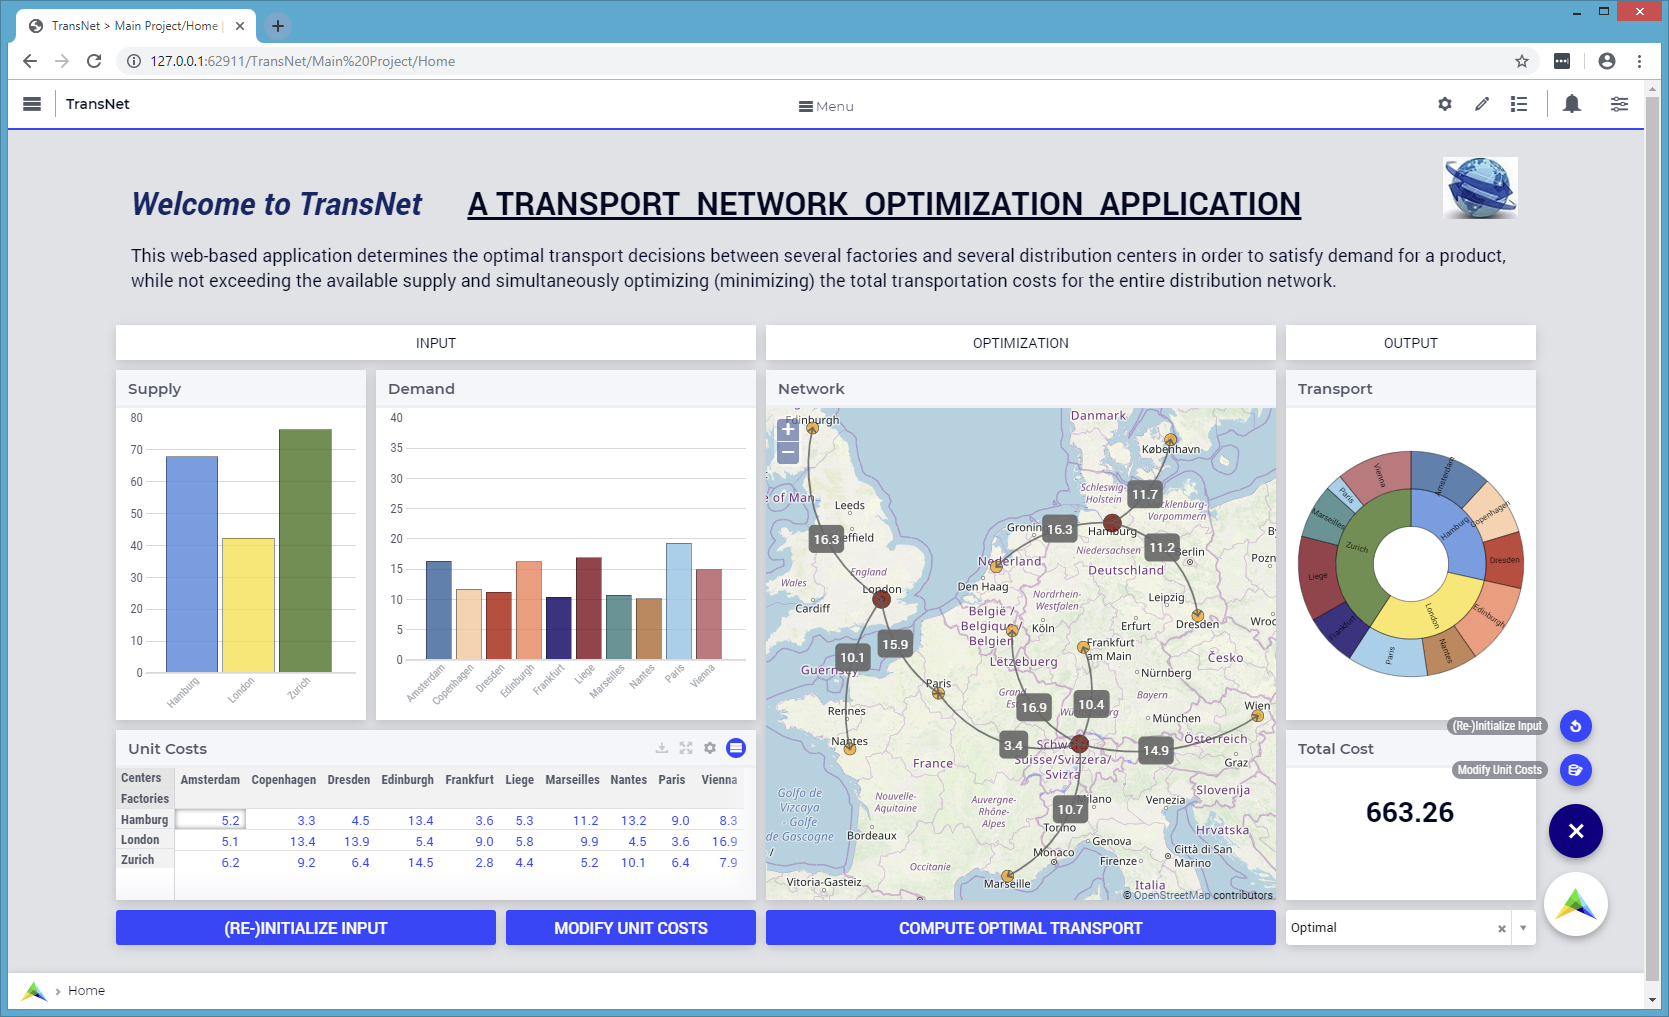 TransNet > Main Project/Home |
127.0.0.1:62911/TransNet/Main%20Project/Home
TransNet
Menu
Welcome to TransNet A TRANSPORT NETWORK OPTIMIZATION APPLICATION
This web-based application determines the optimal transport decisions between several factories and several distribution centers in order to satisfy demand for a product,
while not exceeding the available supply and simultaneously optimizing (minimizing) the total transportation costs for the entire distribution network.
INPUT
OPTIMIZATION
OUTPUT
Supply
80
70
60
50
40
30
20
10
0
Hamburg
London
Zurich
Demand
40
35
30
25
20
15
10
5
0
Amsterdam
Copenhagen
Dresden
Edinburgh
Frankfurt
Liege
Marseilles
Nantes
Paris
Vienna
Network
+
−
Edinburgh
Danmark
København
e of Man
Leeds
effield
Schleswig-
Holstein
cklenburg-
Vorpommern
11.7
16.3
Gronin
16.3
Hamburg
11.2
Berlin
By
Pozn
Niedersachsen
Nederland
Deutschland
Wales
England
London
Den Haag
Cardiff
Nordrhein-
Westfalen
Leipzig
België /
Belgique /
Belgien
Köln
Erfurt
Dresden
Wroc
15.9
10.1
Frankfurt
am Main
Lëtzebuerg
Česko
Guernsey
Nürnberg
Paris
Grand
Es
16.9
10.4
Wü
rg
Bayern
Rennes
München
Wien
Nantes
3.4
Schweiz/
Suisse/Svizzera/
Svizra
14.9
Österreich
Graz
France
Golfo de
Vizcaya
- Golfe
de Gascogne
/
Nouvelle-
Aquitaine
Auvergne-
Rhône-
Alpes
10.7
Milano
Venezia
Slovenija
Torino
Bordeaux
Genova
Hrvatska
Monaco
Firenze
Città di San
Marino
Occitanie
Vitoria-Gasteiz
Marseille
Italia
© OpenStreetMap contributors
Transport
Amsterdam
Copenhagen
Dresden
Edinburgh
Nantes
Paris
Frankfurt
Liege
Marseilles
Paris
Vienna
Hamburg
London
Zurich
(Re-)Initialize Input
Modify Unit Costs
Unit Costs
Centers Amsterdam Copenhagen Dresden Edinburgh Frankfurt Liege Marseilles Nantes Paris Vienna
Factories
Hamburg 5.2 3.3 4.5 13.4 3.6 5.3 11.2 13.2 9.0 8.3
London 5.1 13.4 13.9 5.4 9.0 5.8 9.9 4.5 3.6 16.9
Zurich 6.2 9.2 6.4 14.5 2.8 4.4 5.2 10.1 6.4 7.9
Total Cost
663.26
(RE-)INITIALIZE INPUT
MODIFY UNIT COSTS
COMPUTE OPTIMAL TRANSPORT
Optimal
Home